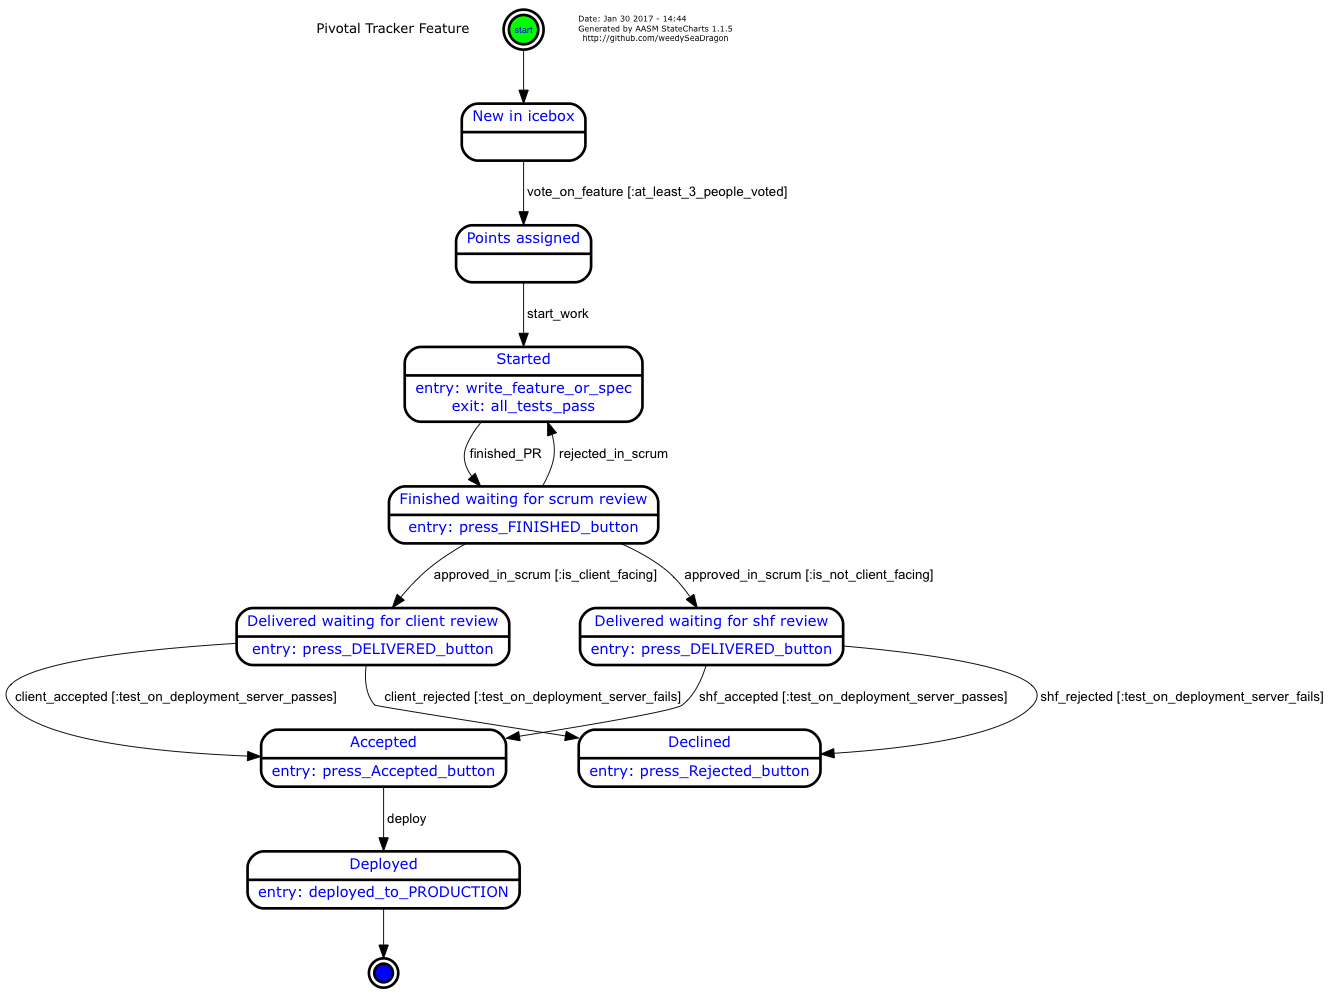 Pivotal Tracker Feature
start
Date: Jan 30 2017 - 14:44
Generated by AASM StateCharts 1.1.5
http://github.com/weedySeaDragon
New in icebox
vote_on_feature [:at_least_3_people_voted]
Points assigned
start_work
Started
entry: write_feature_or_spec
exit: all_tests_pass
finished_PR
rejected_in_scrum
Finished waiting for scrum review
entry: press_FINISHED_button
approved_in_scrum [:is_client_facing]
approved_in_scrum [:is_not_client_facing]
Delivered waiting for client review
entry: press_DELIVERED_button
Delivered waiting for shf review
entry: press_DELIVERED_button
client_accepted [:test_on_deployment_server_passes]
client_rejected [:test_on_deployment_server_fails]
shf_accepted [:test_on_deployment_server_passes]
shf_rejected [:test_on_deployment_server_fails]
Accepted
entry: press_Accepted_button
Declined
entry: press_Rejected_button
deploy
Deployed
entry: deployed_to_PRODUCTION